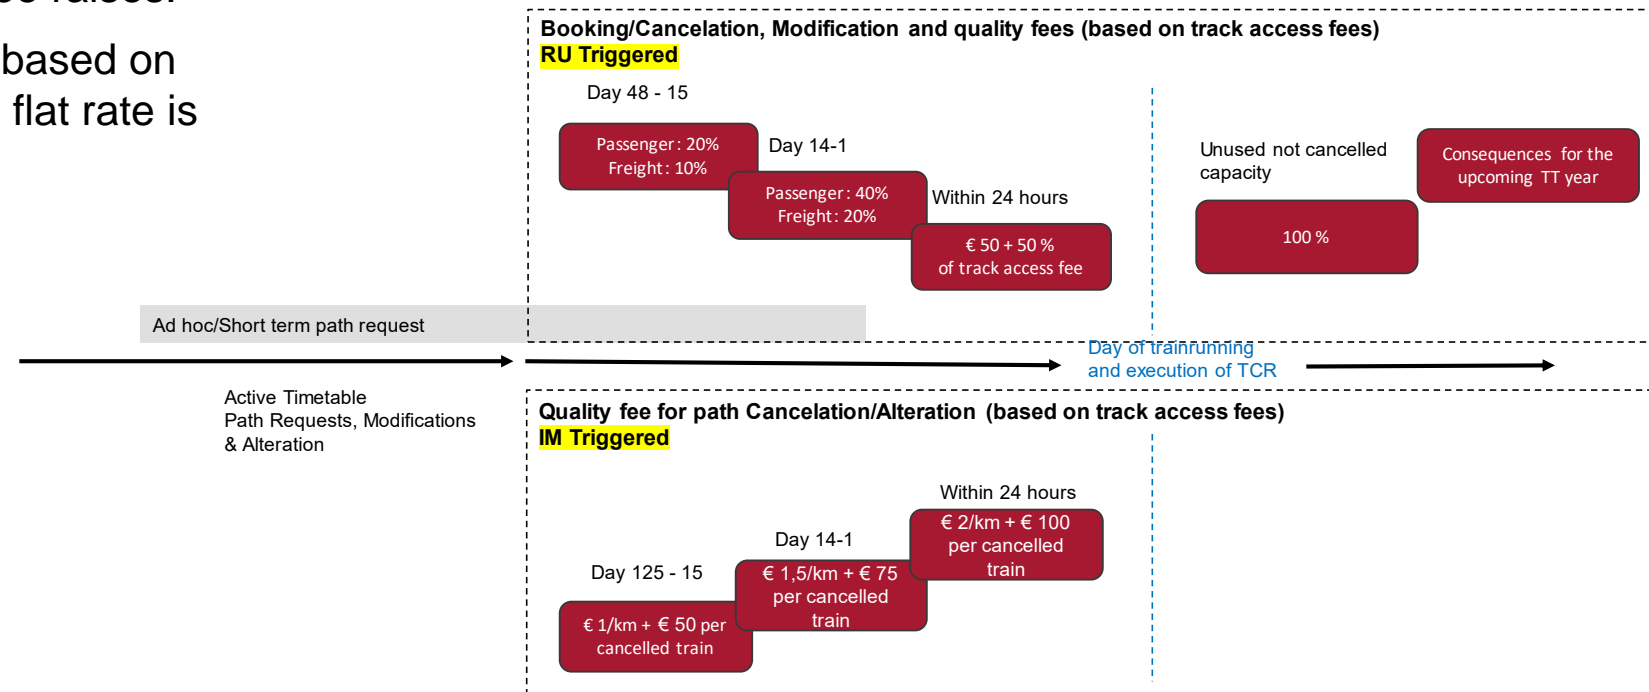 based on
flat rate is
Booking/Cancelation, Modification and quality fees (based on track access fees)
RU Triggered
Day 48 - 15
Passenger: 20%
Freight: 10%
Day 14-1
Passenger: 40%
Freight: 20%
Within 24 hours
€ 50 + 50 %
of track access fee
Unused not cancelled
capacity
100 %
Consequences for the
upcoming TT year
Ad hoc/Short term path request
Day of trainrunning
and execution of TCR
Active Timetable
Path Requests, Modifications
& Alteration
Quality fee for path Cancelation/Alteration (based on track access fees)
IM Triggered
Day 125 - 15
€ 1/km + € 50 per
cancelled train
Day 14-1
€ 1,5/km + € 75
per cancelled
train
Within 24 hours
€ 2/km + € 100
per cancelled
train